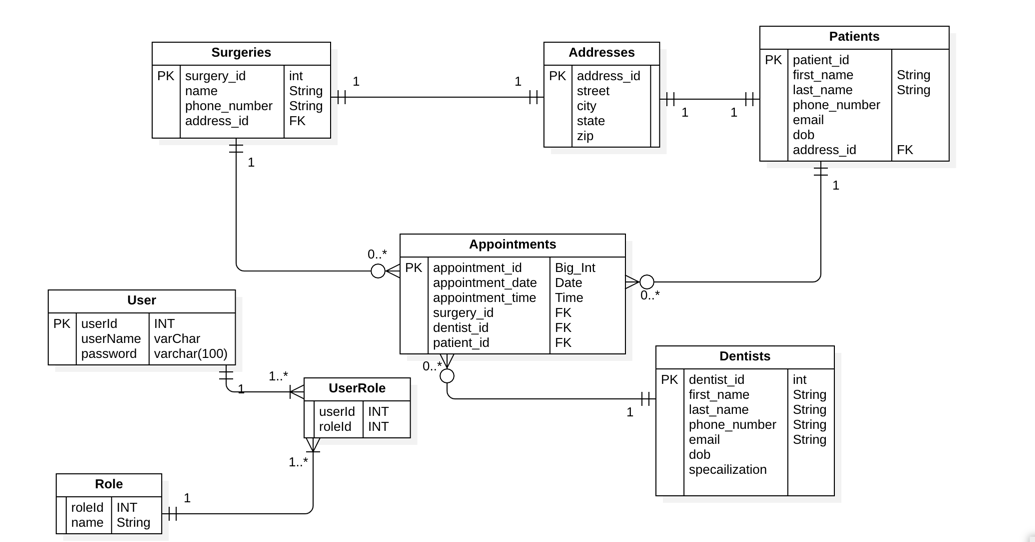 Surgeries
PK surgery_id int
name String
phone_number String
address_id FK
1
1
Addresses
PK address_id
street
city
state
zip
1
1
Patients
PK patient_id
first_name String
last_name String
phone_number
email
dob
address_id FK
1
1
0..*
Appointments
PK appointment_id Big_Int
appointment_date Date
appointment_time Time
surgery_id FK
dentist_id FK
patient_id FK
0..*
0..*
1
User
PK userId INT
userName varChar
password varchar(100)
1
1..*
UserRole
userId INT
roleId INT
1..*
Dentists
PK dentist_id int
first_name String
last_name String
phone_number String
email String
dob
specailization
Role
roleId INT
name String
1